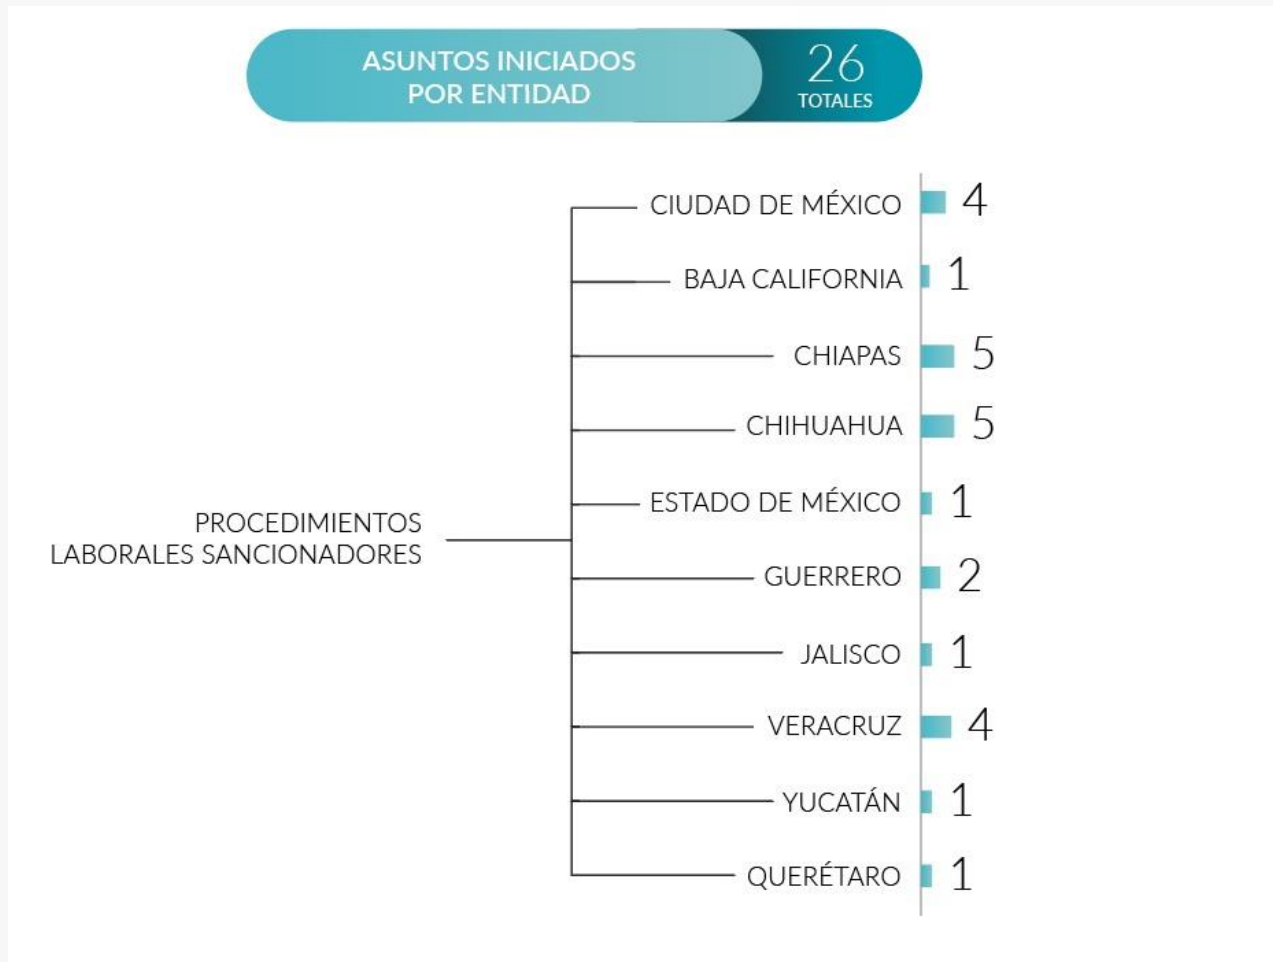 ASUNTOS INICIADOS
POR ENTIDAD
26
TOTALES
CIUDAD DE MÉXICO 4
BAJA CALIFORNIA 1
CHIAPAS 5
CHIHUAHUA 5
ESTADO DE MÉXICO 1
PROCEDIMIENTOS
LABORALES SANCIONADORES
GUERRERO 2
JALISCO 1
VERACRUZ 4
YUCATÁN 1
QUERÉTARO 1